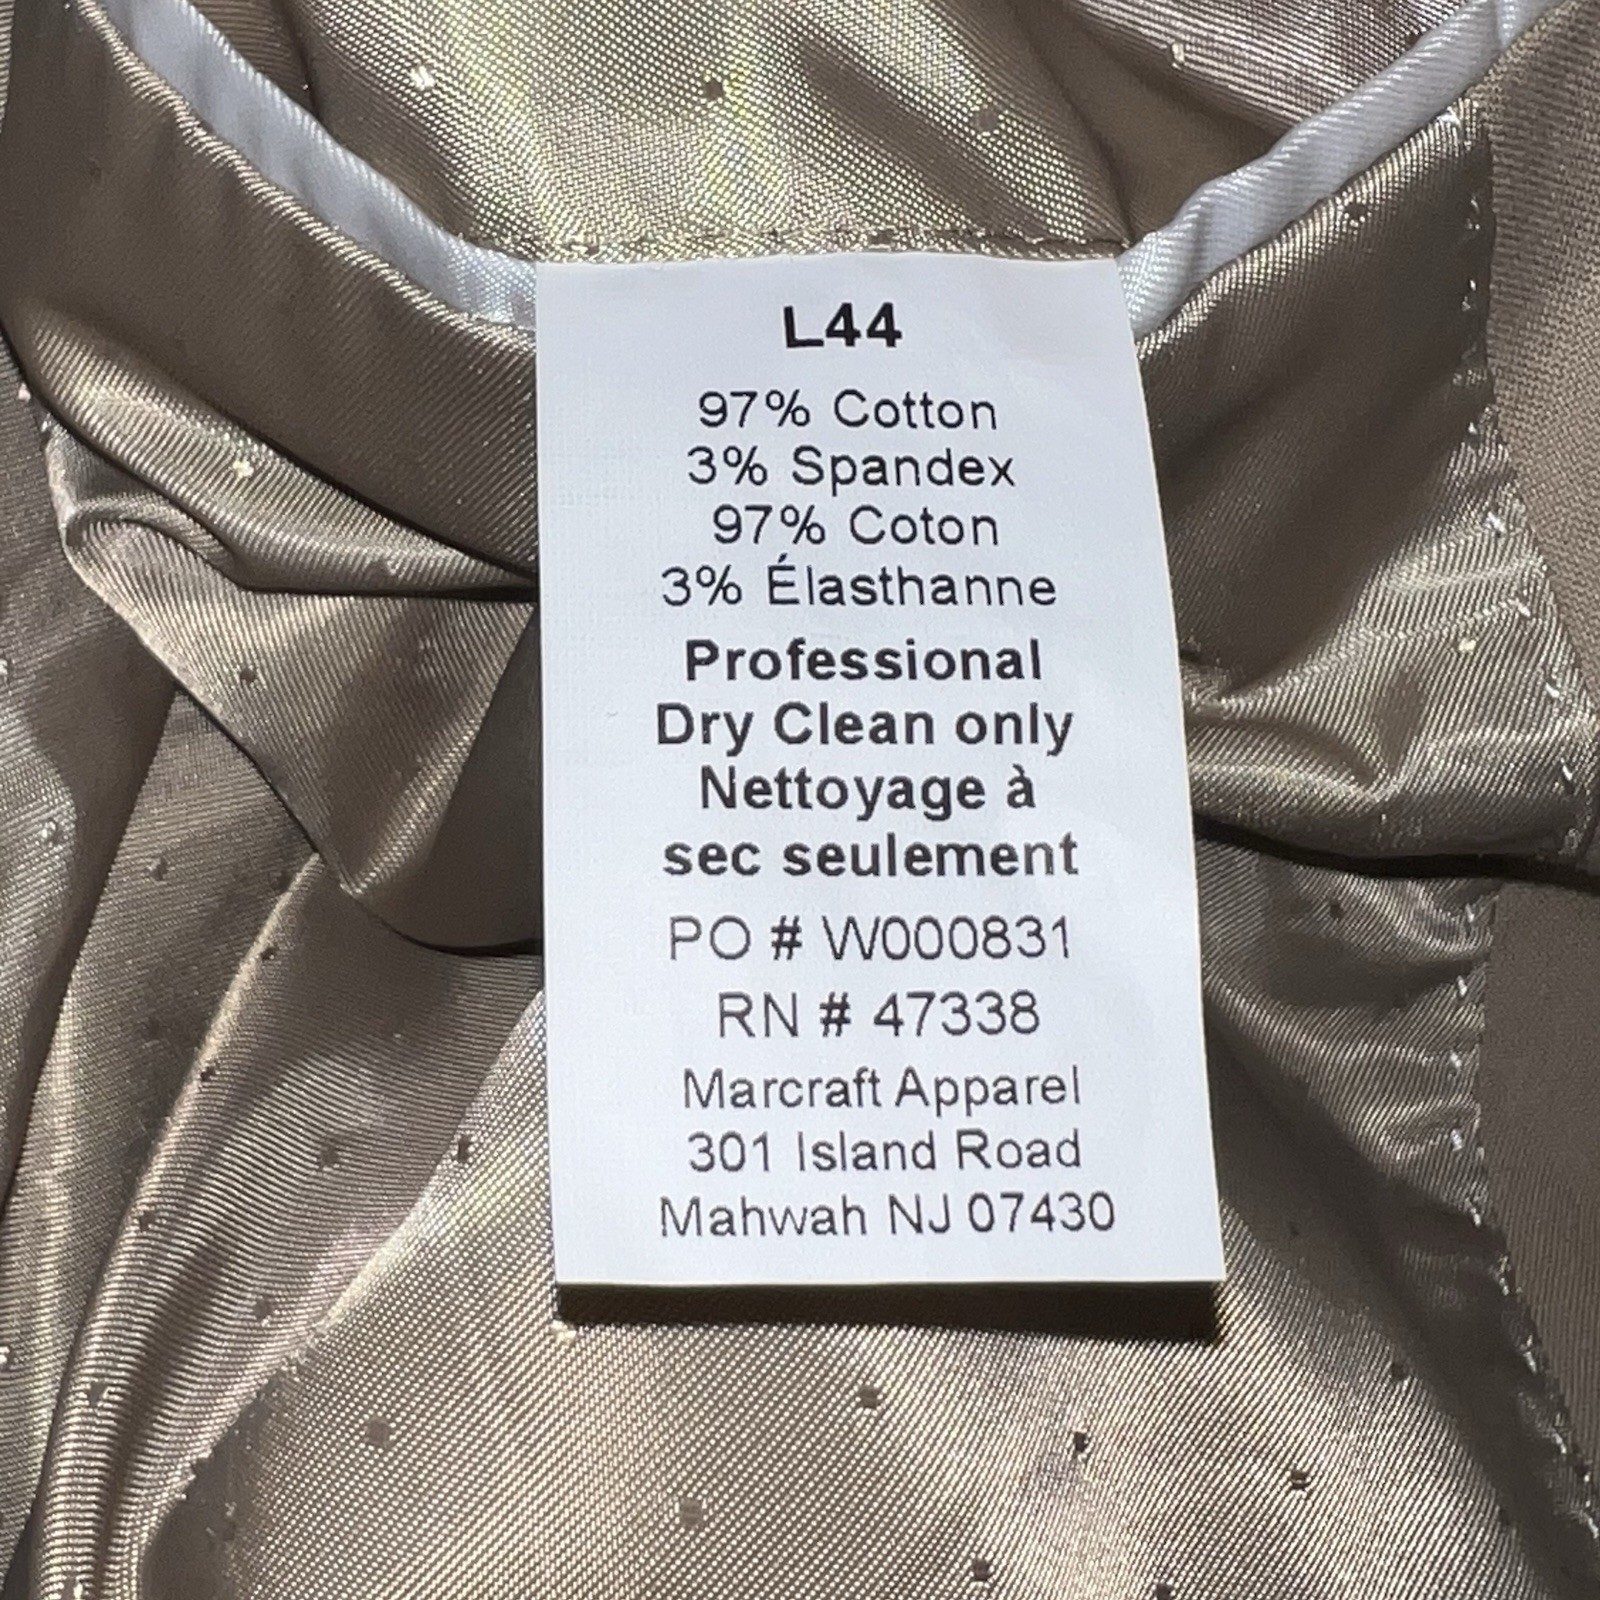 L44
97% Cotton
3% Spandex
97% Coton
3% Élasthanne
Professional
Dry Clean only
Nettoyage à
sec seulement
PO # W000831
RN # 47338
Marcraft Apparel
301 Island Road
Mahwah NJ 07430